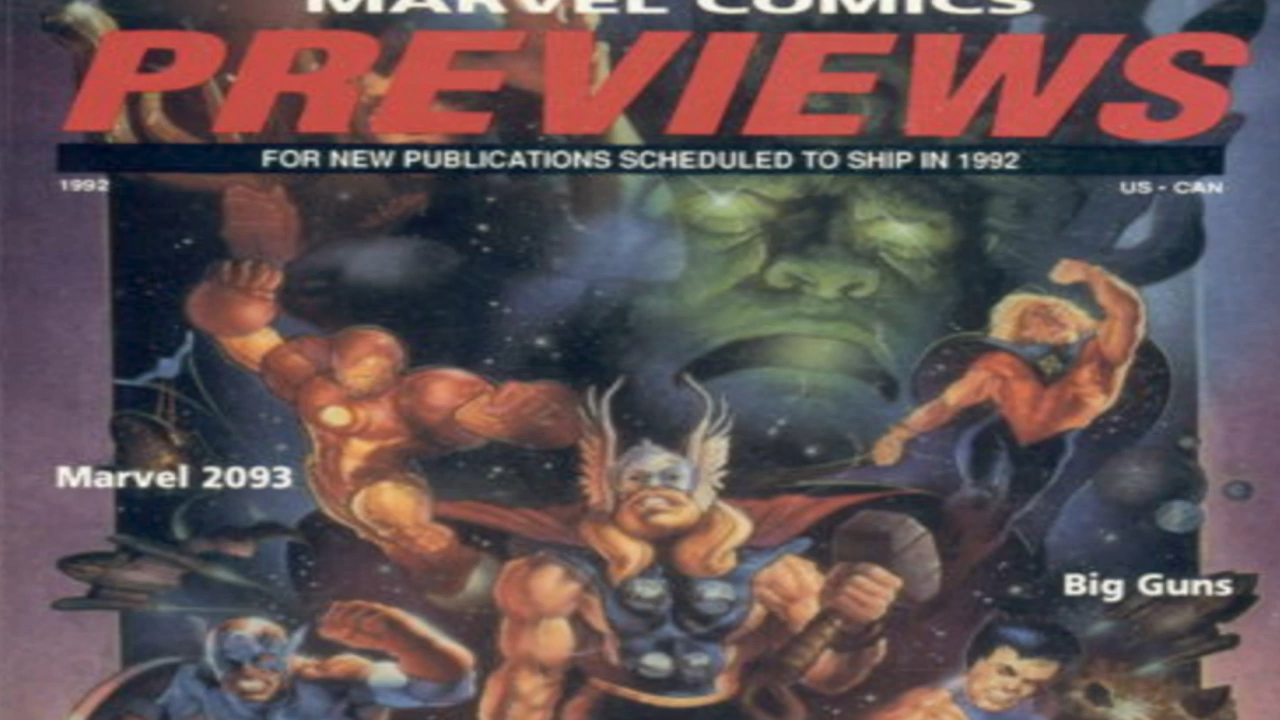 MARVEL COMICS
PREVIEWS
FOR NEW PUBLICATIONS SCHEDULED TO SHIP IN 1992
1992
US - CAN
Marvel 2093
Big Guns